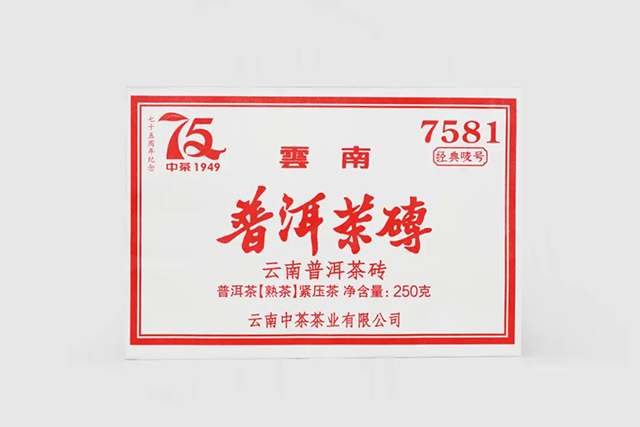 七十五周年纪念
75
中茶1949
7581
经典唛号
雲南
普洱茶磚
云南普洱茶砖
普洱茶【熟茶】紧压茶 净含量：250克
云南中茶茶业有限公司